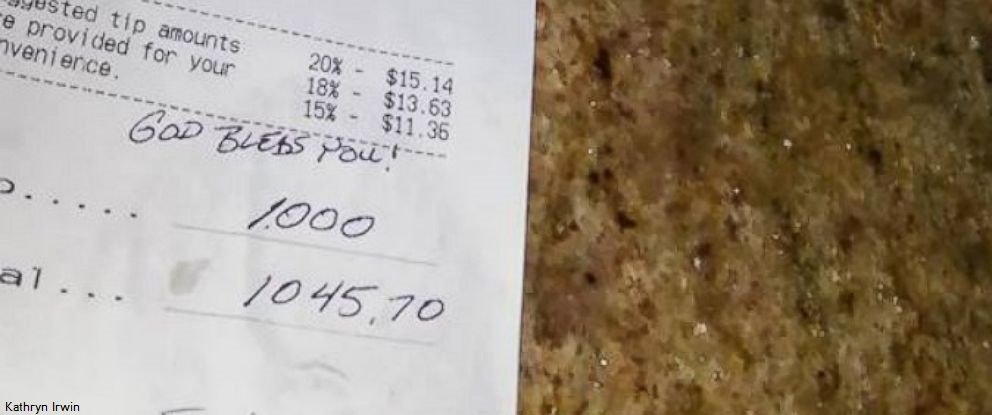 ggested tip amounts
e provided for your
nvenience.
20% - $15.14
18% - $13.63
15% - $11.36
GOD BLESS YOU!
..... 1000
al... 1045.70
Kathryn Irwin